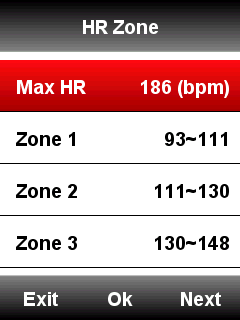 HR Zone
Max HR 186 (bpm)
Zone 1 93~111
Zone 2 111~130
Zone 3 130~148
Exit Ok Next